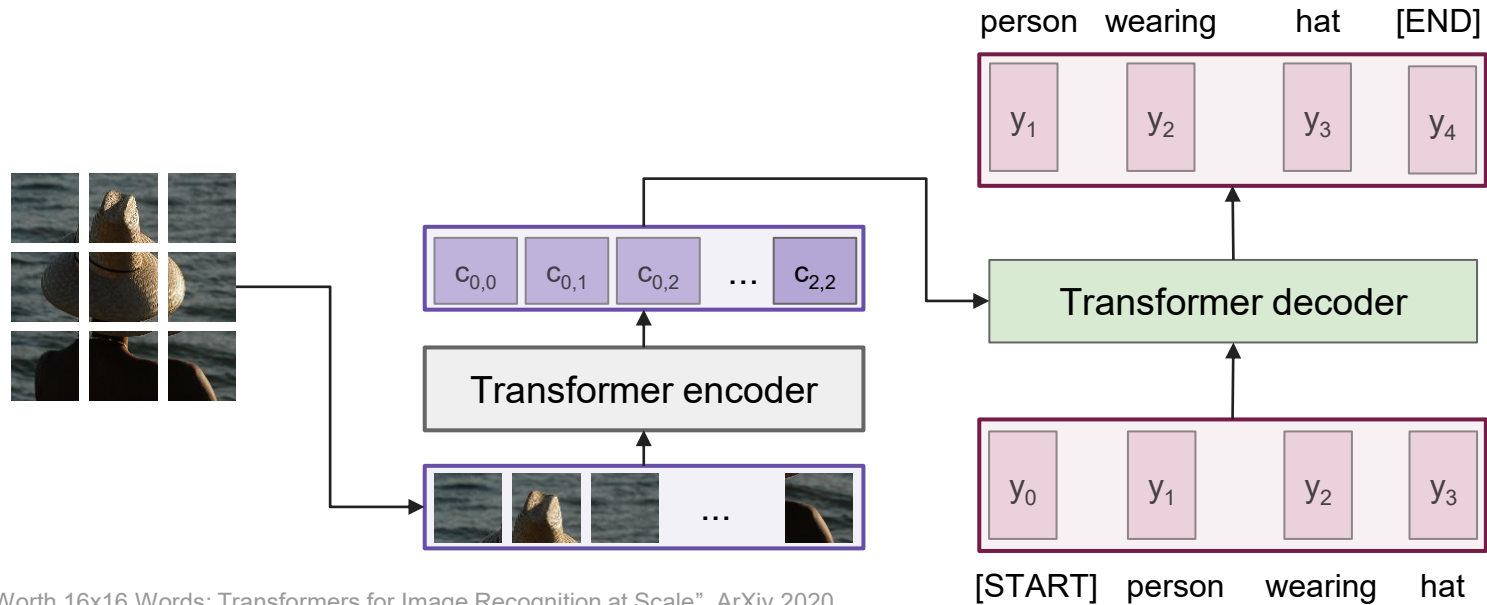 person wearing hat [END]
y1 y2 y3 y4
c0,0 c0,1 c0,2 ... c2,2
Transformer decoder
Transformer encoder
...
y0 y1 y2 y3
[START] person wearing hat
Worth 16x16 Words: Transformers for Image Recognition at Scale", ArXiv 2020